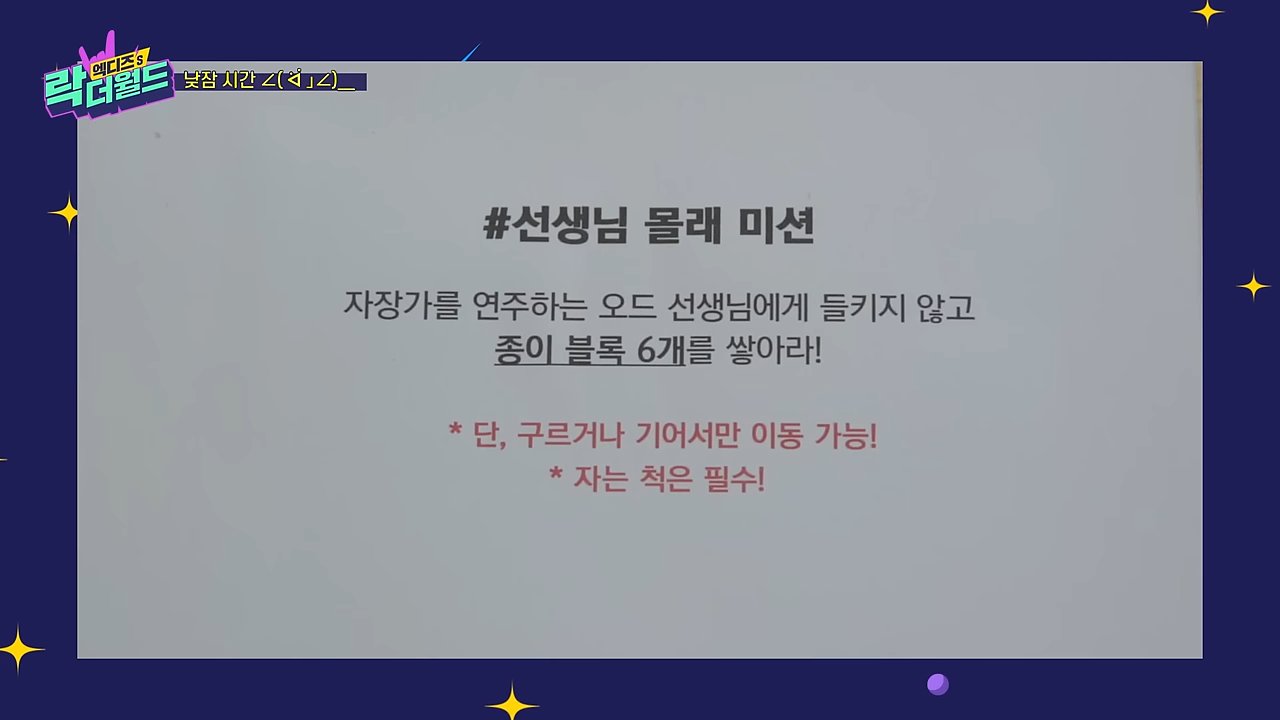 엑디즈's
락더월드
낮잠 시간 ∠( ᐛ 」∠)_
#선생님 몰래 미션
자장가를 연주하는 오드 선생님에게 들키지 않고
종이 블록 6개를 쌓아라!
* 단, 구르거나 기어서만 이동 가능!
* 자는 척은 필수!